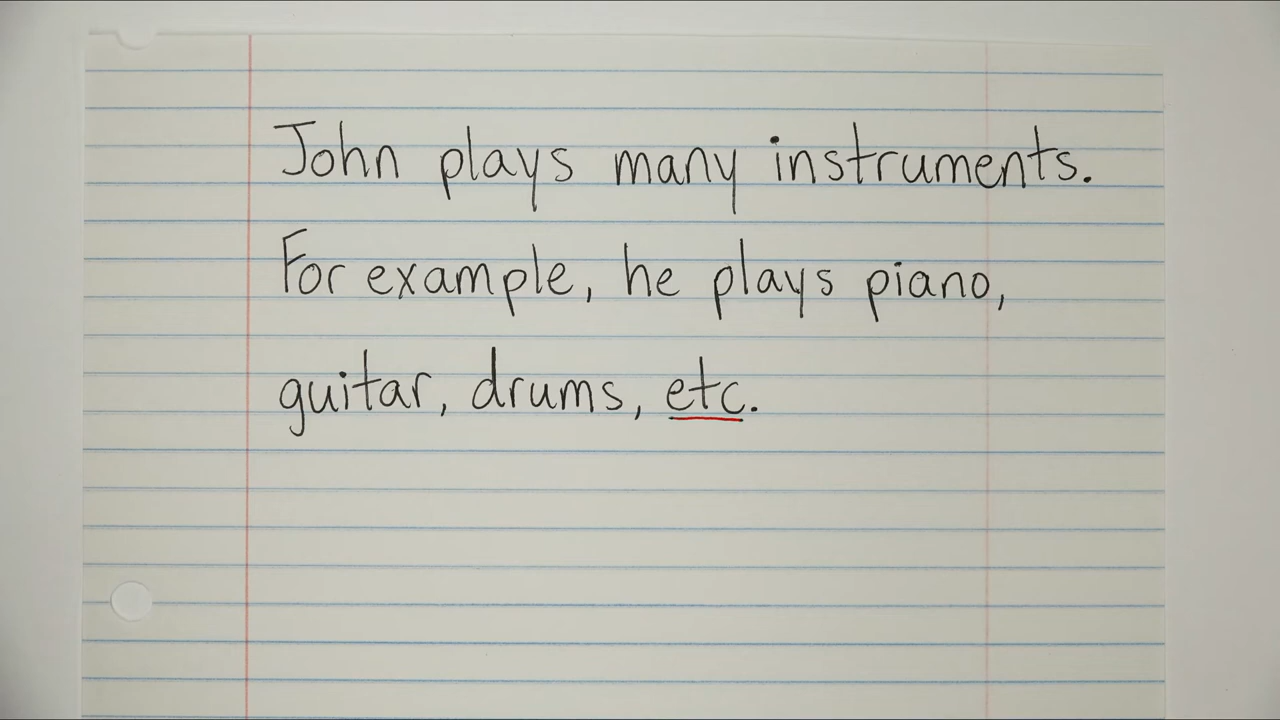 John plays many instruments.
For example, he plays piano,
guitar, drums, etc.